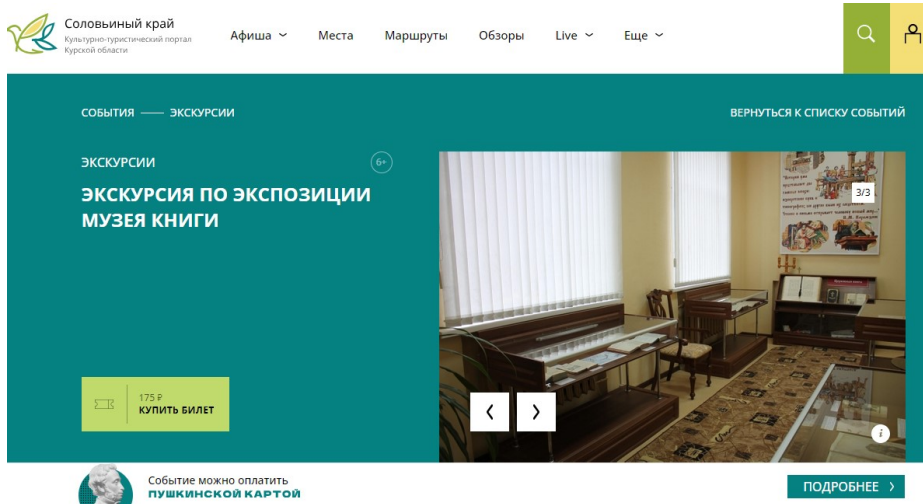 Соловьиный край
Культурно-туристический портал
Курской области
Афиша
Места
Маршруты
Обзоры
Live
Еще
СОБЫТИЯ
ЭКСКУРСИИ
ВЕРНУТЬСЯ К СПИСКУ СОБЫТИЙ
ЭКСКУРСИИ
6+
ЭКСКУРСИЯ ПО ЭКСПОЗИЦИИ
МУЗЕЯ КНИГИ
3/3
175 ₽
КУПИТЬ БИЛЕТ
i
Событие можно оплатить
ПУШКИНСКОЙ КАРТОЙ
ПОДРОБНЕЕ